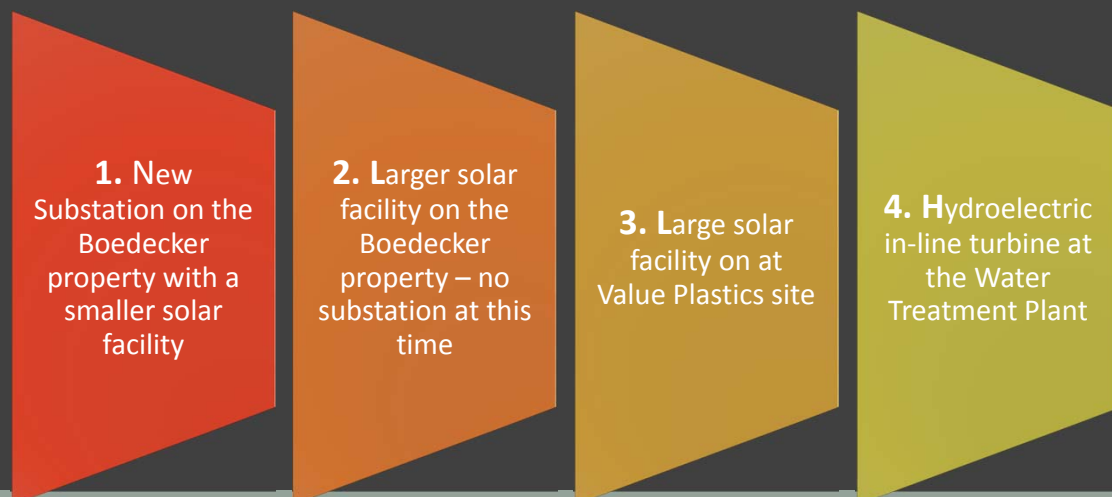 1. New
Substation on the
Boedecker
property with a
smaller solar
facility
2. Larger solar
facility on the
Boedecker
property – no
substation at this
time
3. Large solar
facility on at
Value Plastics site
4. Hydroelectric
in-line turbine at
the Water
Treatment Plant